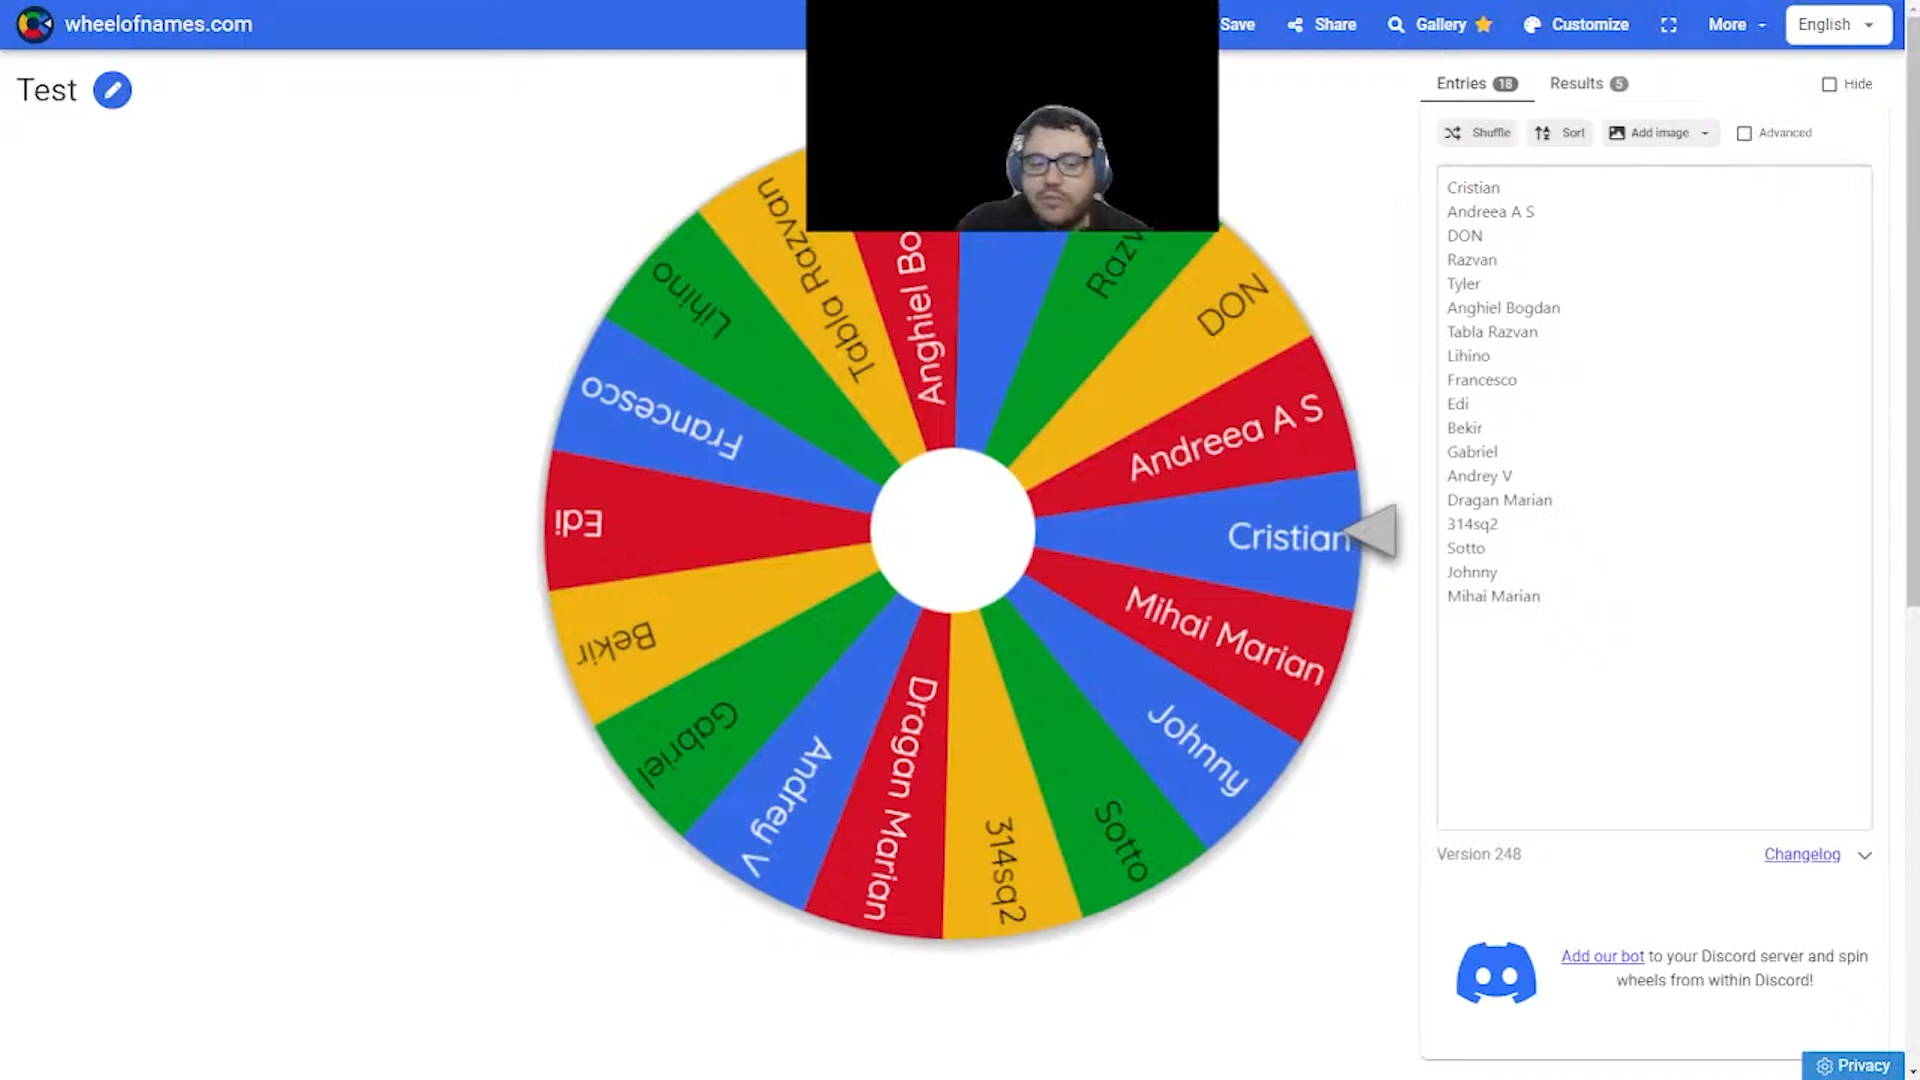 wheelofnames.com
Save
Share
Gallery
Customize
More
English
Test
Entries 18
Results 5
Hide
Shuffle
Sort
Add image
Advanced
Cristian
Andreea A S
DON
Razvan
Tyler
Anghiel Bogdan
Tabla Razvan
Lihino
Francesco
Edi
Bekir
Gabriel
Andrey V
Dragan Marian
314sq2
Sotto
Johnny
Mihai Marian
Tabla Razvan
Anghiel Bo
Razv
DON
Andreea A S
Cristian
Mihai Marian
Johnny
Sotto
314sq2
Dragan Marian
Andrey V
Gabriel
Bekir
Edi
Francesco
Lihino
Version 248
Changelog
Add our bot to your Discord server and spin
wheels from within Discord!
Privacy